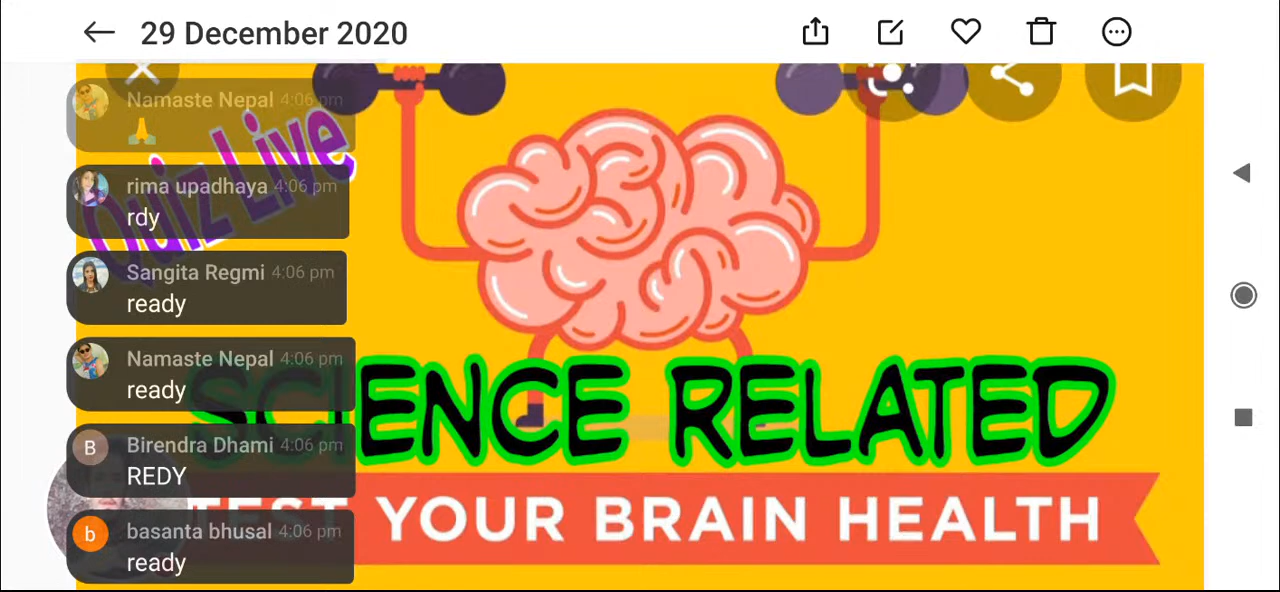 29 December 2020
Namaste Nepal 4:06 pm
🙏
Quiz Live
rima upadhaya 4:06 pm
rdy
Sangita Regmi 4:06 pm
ready
Namaste Nepal 4:06 pm
ready
SCIENCE RELATED
B
Birendra Dhami 4:06 pm
REDY
TEST YOUR BRAIN HEALTH
b
basanta bhusal 4:06 pm
ready